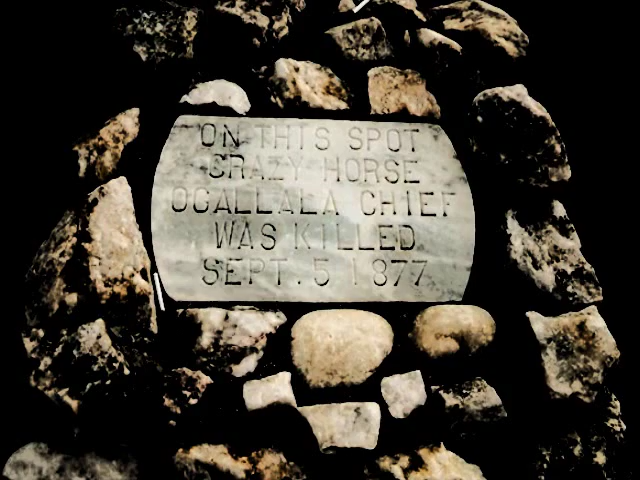 ON THIS SPOT
CRAZY HORSE
OGALLALA CHIEF
WAS KILLED
SEPT. 5 1877